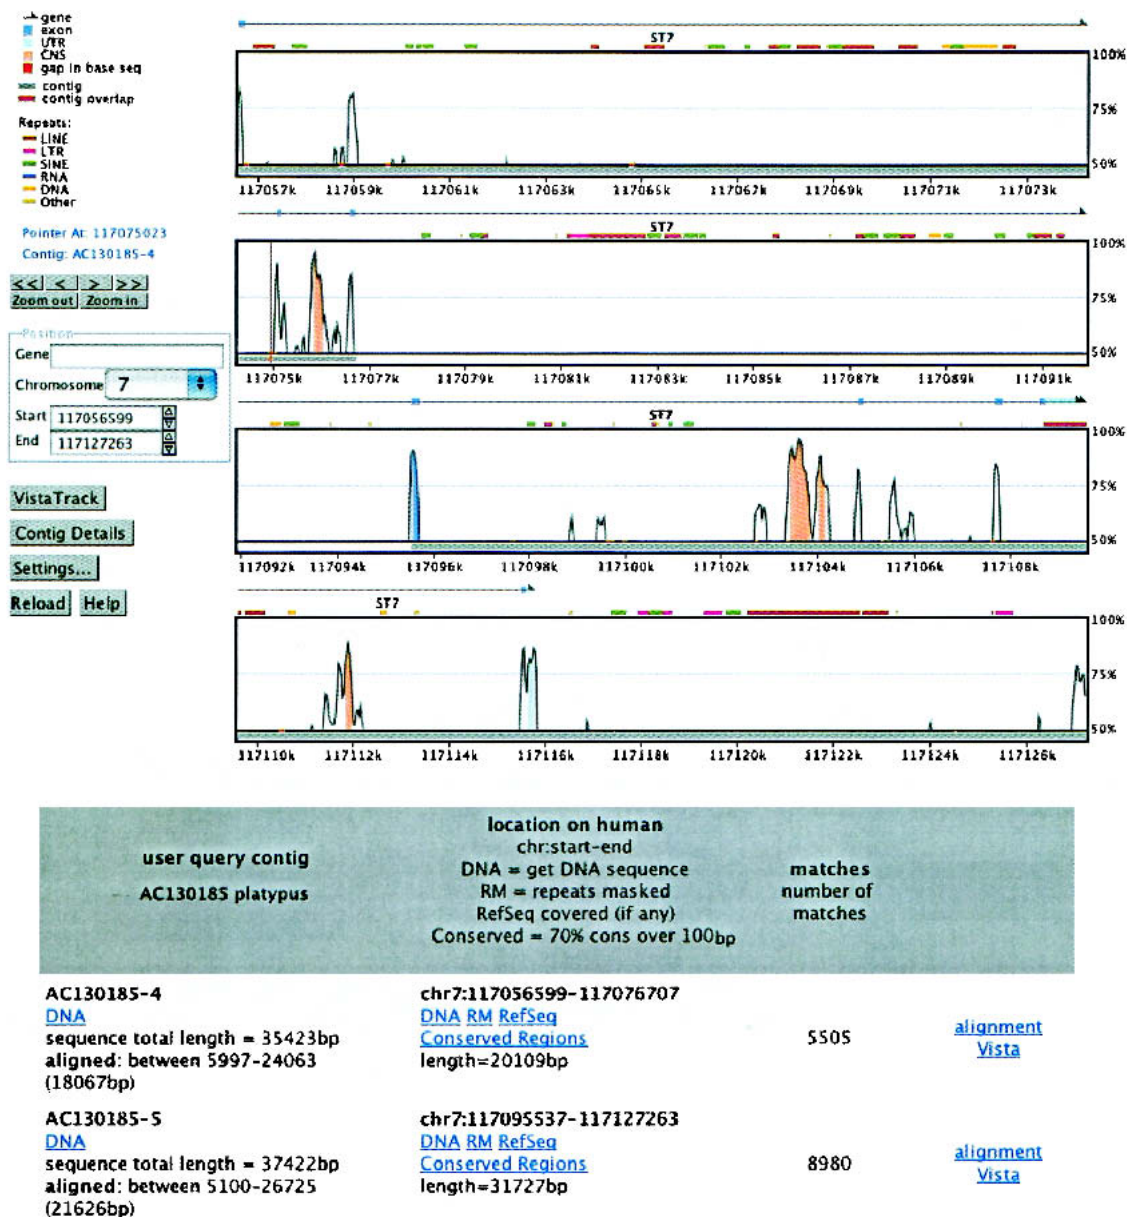 gene
exon
UTR
CNS
gap in base seq
contig
contig overlap
Repeats:
LINE
LTR
SINE
RNA
DNA
Other
Pointer At: 117075023
Contig: AC130185-4
<< < > >>
Zoom out Zoom in
Position
Gene
Chromosome 7
Start 117056599
End 117127263
VistaTrack
Contig Details
Settings...
Reload Help
ST7
100%
75%
50%
117057k 117059k 117061k 117063k 117065k 117067k 117069k 117071k 117073k
ST7
100%
75%
50%
117075k 117077k 117079k 117081k 117083k 117085k 117087k 117089k 117091k
ST7
100%
75%
50%
117092k 117094k 117096k 117098k 117100k 117102k 117104k 117106k 117108k
ST7
100%
75%
50%
117110k 117112k 117114k 117116k 117118k 117120k 117122k 117124k 117126k
user query contig
AC130185 platypus
location on human
chr:start-end
DNA = get DNA sequence
RM = repeats masked
RefSeq covered (if any)
Conserved = 70% cons over 100bp
matches
number of
matches
AC130185-4
DNA
sequence total length = 35423bp
aligned: between 5997-24063
(18067bp)
chr7:117056599-117076707
DNA RM RefSeq
Conserved Regions
length=20109bp
5505
alignment
Vista
AC130185-5
DNA
sequence total length = 37422bp
aligned: between 5100-26725
(21626bp)
chr7:117095537-117127263
DNA RM RefSeq
Conserved Regions
length=31727bp
8980
alignment
Vista